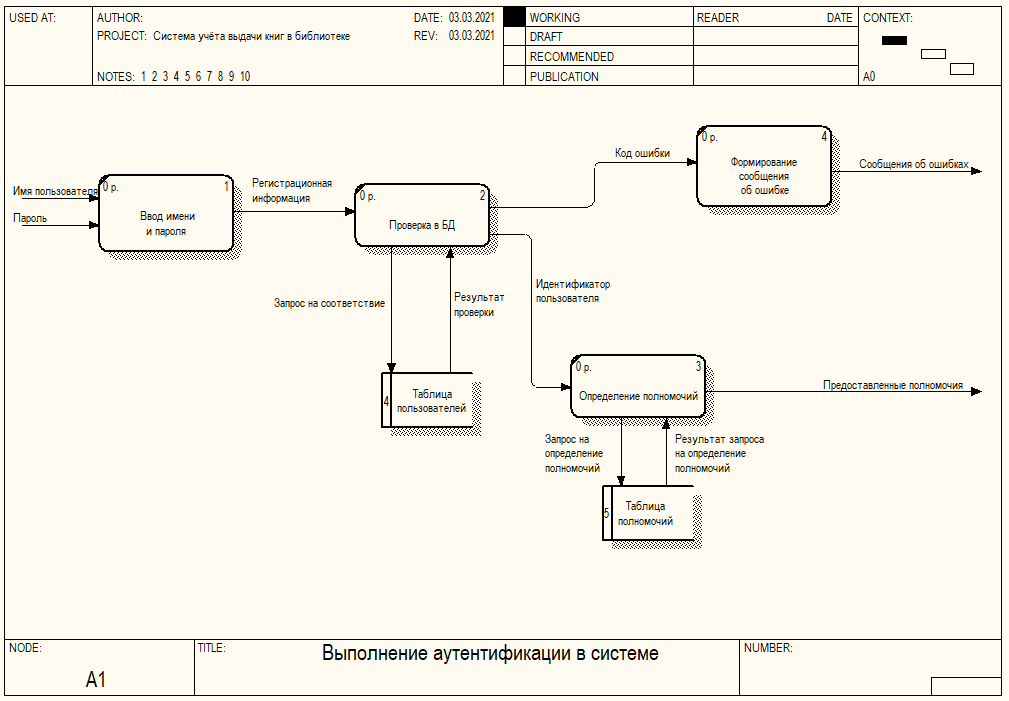 USED AT:
AUTHOR:
DATE: 03.03.2021
PROJECT: Система учёта выдачи книг в библиотеке
REV: 03.03.2021
NOTES: 1 2 3 4 5 6 7 8 9 10
WORKING
DRAFT
RECOMMENDED
PUBLICATION
READER
DATE
CONTEXT:
A0
Имя пользователя
Пароль
0 р.
1
Ввод имени
и пароля
Регистрационная
информация
0 р.
2
Проверка в БД
Код ошибки
0 р.
4
Формирование
сообщения
об ошибке
Сообщения об ошибках
Запрос на соответствие
Результат
проверки
Идентификатор
пользователя
4
Таблица
пользователей
0 р.
3
Определение полномочий
Предоставленные полномочия
Запрос на
определение
полномочий
Результат запроса
на определение
полномочий
5
Таблица
полномочий
NODE:
A1
TITLE:
Выполнение аутентификации в системе
NUMBER: